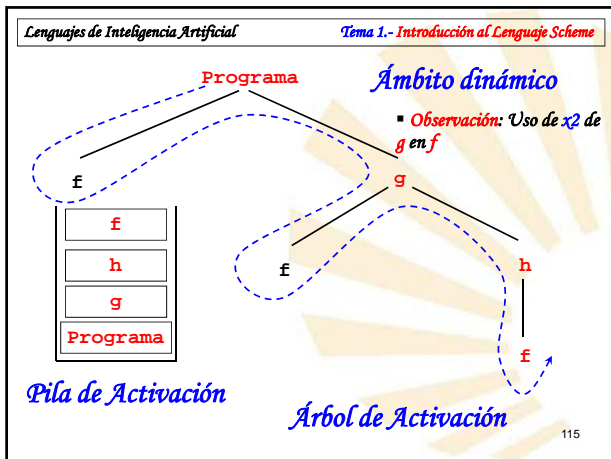 Lenguajes de Inteligencia Artificial
Tema 1.- Introducción al Lenguaje Scheme
Programa
Ámbito dinámico
▪ Observación: Uso de x2 de
g en f
f
g
f
h
g
Programa
f
h
f
Pila de Activación
Árbol de Activación
115